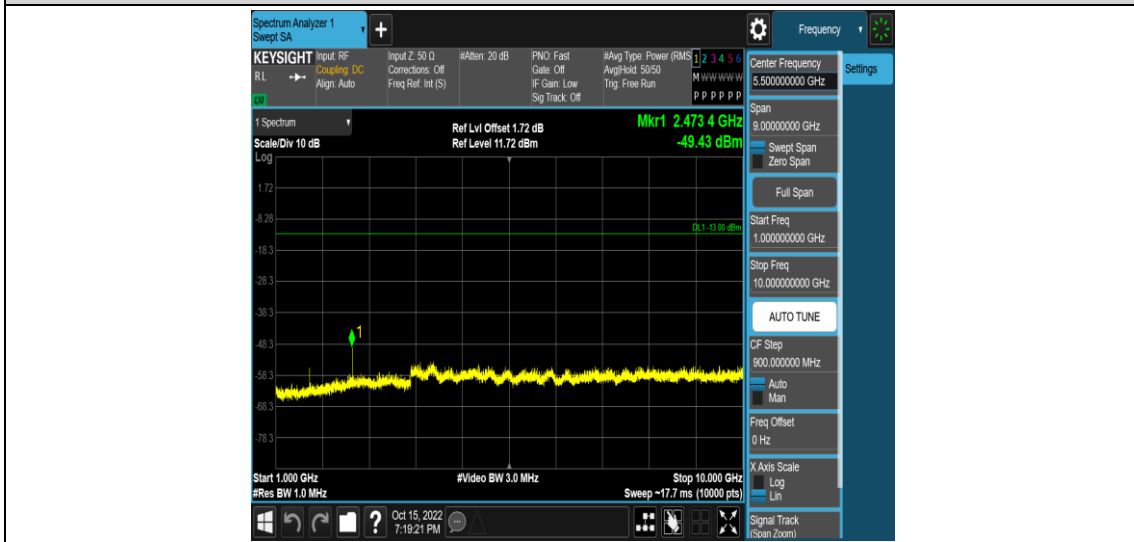 Spectrum Analyzer 1
Swept SA
+
Frequency
KEYSIGHT
RL
LXI
Input: RF
Coupling: DC
Align: Auto
Input Z: 50 Ω
Corrections: Off
Freq Ref: Int (S)
#Atten: 20 dB
PNO: Fast
Gate: Off
IF Gain: Low
Sig Track: Off
#Avg Type: Power (RMS
Avg|Hold: 50/50
Trig: Free Run
1 2 3 4 5 6
M W W W W W
P P P P P P
Center Frequency
5.500000000 GHz
Settings
1 Spectrum
Scale/Div 10 dB
Log
Ref Lvl Offset 1.72 dB
Ref Level 11.72 dBm
Mkr1 2.473 4 GHz
-49.43 dBm
Span
9.00000000 GHz
Swept Span
Zero Span
Full Span
Start Freq
1.000000000 GHz
Stop Freq
10.000000000 GHz
AUTO TUNE
CF Step
900.000000 MHz
Auto
Man
Freq Offset
0 Hz
X Axis Scale
Log
Lin
Signal Track
(Span Zoom)
1.72
-8.28
DL1 -13.00 dBm
-18.3
-28.3
-38.3
1
-48.3
-58.3
-68.3
-78.3
Start 1.000 GHz
#Video BW 3.0 MHz
Stop 10.000 GHz
#Res BW 1.0 MHz
Sweep ~17.7 ms (10000 pts)
?
Oct 15, 2022
7:19:21 PM